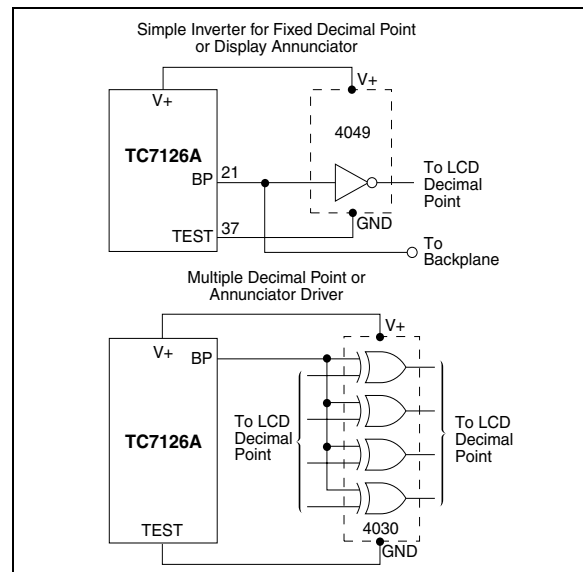 Simple Inverter for Fixed Decimal Point
or Display Annunciator
V+
V+
4049
TC7126A
BP
21
To LCD
Decimal
Point
TEST
37
GND
To
Backplane
Multiple Decimal Point or
Annunciator Driver
V+
V+
BP
To LCD
Decimal
Point
To LCD
Decimal
Point
TC7126A
TEST
4030
GND